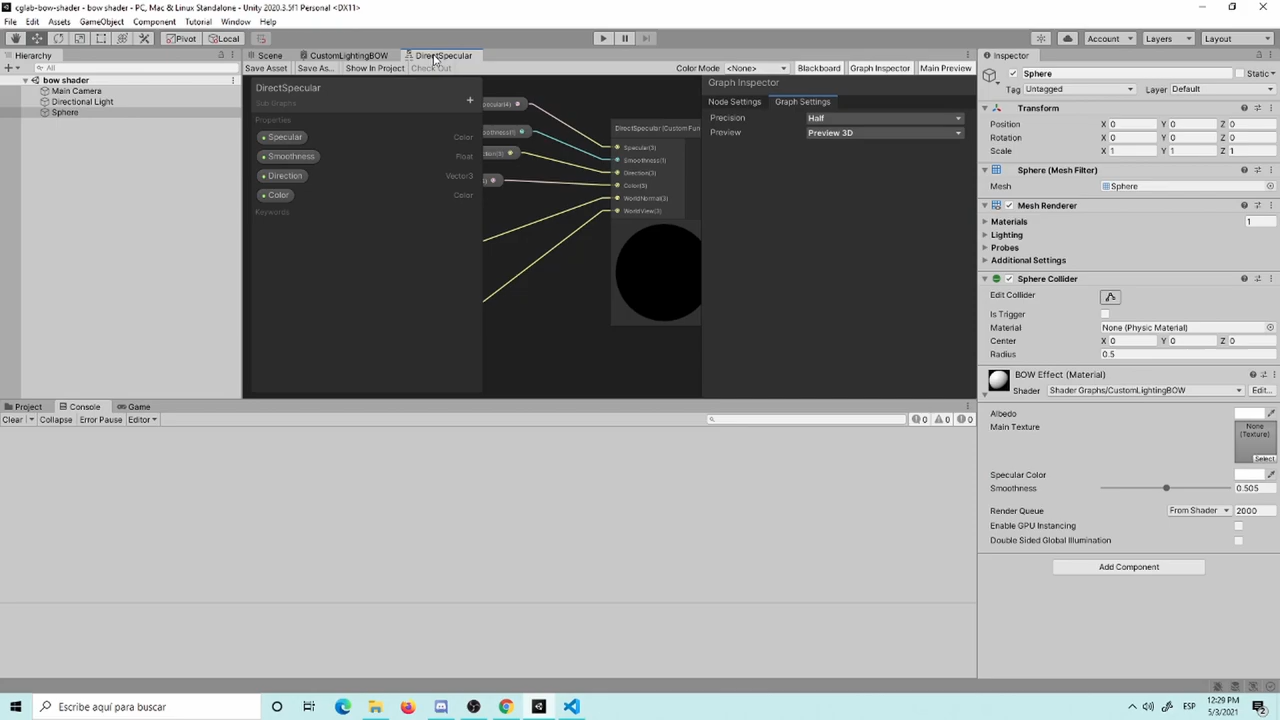 cglab-bow-shader - bow shader - PC, Mac & Linux Standalone - Unity 2020.3.5f1 Personal <DX11>
File Edit Assets GameObject Component Tutorial Window Help
Pivot Local Account Layers Layout
Hierarchy
All
bow shader
Main Camera
Directional Light
Sphere
Scene CustomLightingBOW DirectSpecular
Save Asset Save As... Show In Project Check Out Color Mode <None> Blackboard Graph Inspector Main Preview
DirectSpecular
Sub Graphs
Properties
Specular Color
Smoothness Float
Direction Vector3
Color Color
Keywords
DirectSpecular (Custom Fun
Specular(3)
Smoothness(1)
Direction(3)
Color(3)
WorldNormal(3)
WorldView(3)
Graph Inspector
Node Settings Graph Settings
Precision Half
Preview Preview 3D
Project Console Game
Clear Collapse Error Pause Editor 0 0 0
Inspector
Sphere Static
Tag Untagged Layer Default
Transform
Position X 0 Y 0 Z 0
Rotation X 0 Y 0 Z 0
Scale X 1 Y 1 Z 1
Sphere (Mesh Filter)
Mesh Sphere
Mesh Renderer
Materials 1
Lighting
Probes
Additional Settings
Sphere Collider
Edit Collider
Is Trigger
Material None (Physic Material)
Center X 0 Y 0 Z 0
Radius 0.5
BOW Effect (Material)
Shader Shader Graphs/CustomLightingBOW Edit...
Albedo
Main Texture None (Texture) Select
Specular Color
Smoothness 0.505
Render Queue From Shader 2000
Enable GPU Instancing
Double Sided Global Illumination
Add Component
Escribe aquí para buscar
ESP
12:29 PM
5/3/2021